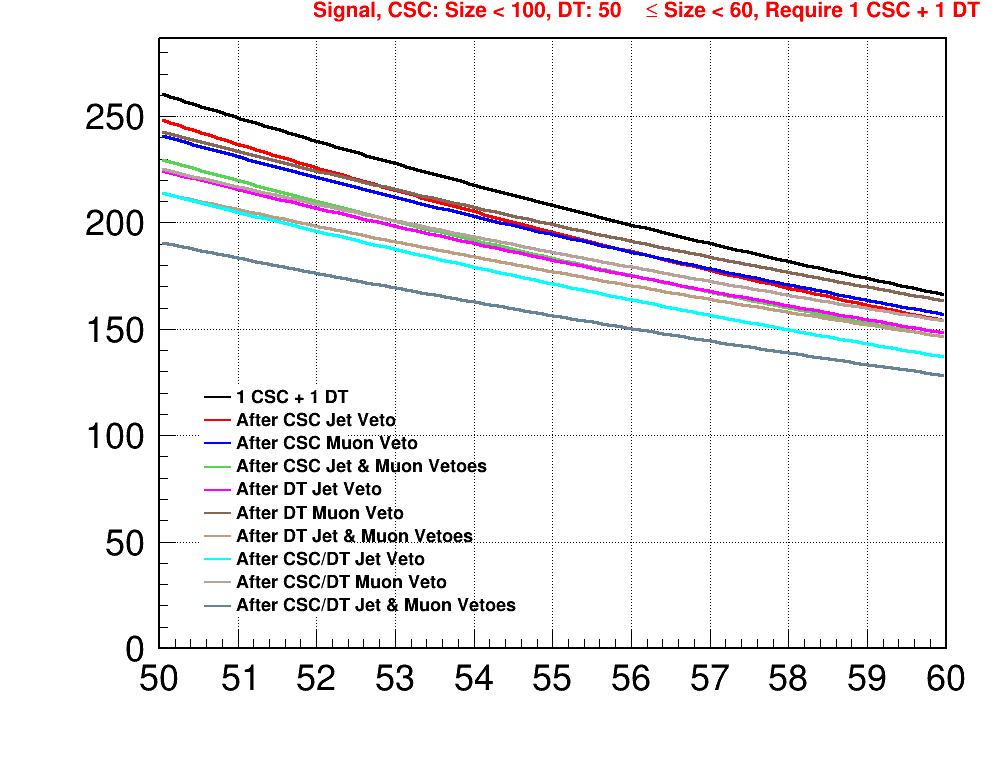 Signal, CSC: Size < 100, DT: 50 ≤ Size < 60, Require 1 CSC + 1 DT
250
200
150
100
50
0
1 CSC + 1 DT
After CSC Jet Veto
After CSC Muon Veto
After CSC Jet & Muon Vetoes
After DT Jet Veto
After DT Muon Veto
After DT Jet & Muon Vetoes
After CSC/DT Jet Veto
After CSC/DT Muon Veto
After CSC/DT Jet & Muon Vetoes
50 51 52 53 54 55 56 57 58 59 60